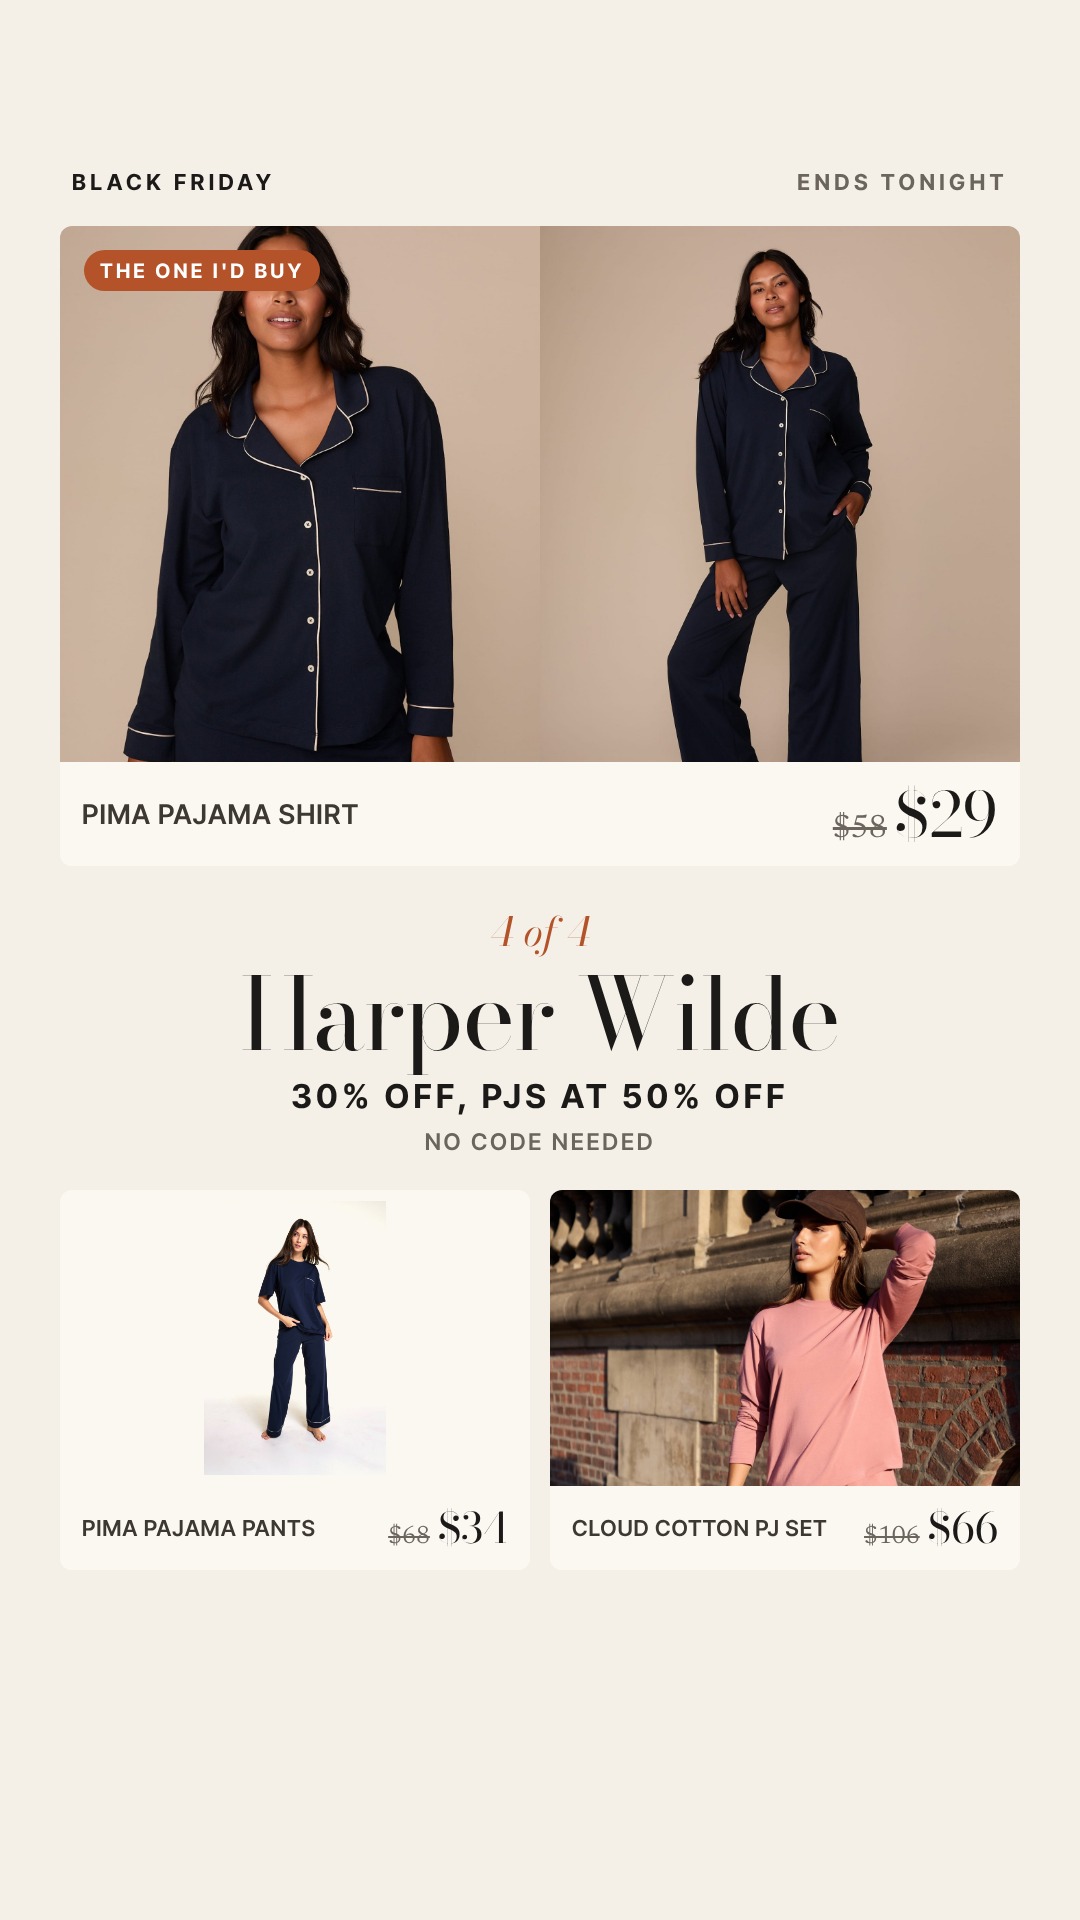 BLACK FRIDAY
ENDS TONIGHT
THE ONE I'D BUY
PIMA PAJAMA SHIRT
$58 $29
4 of 4
Harper Wilde
30% OFF, PJS AT 50% OFF
NO CODE NEEDED
PIMA PAJAMA PANTS
$68 $34
CLOUD COTTON PJ SET
$106 $66